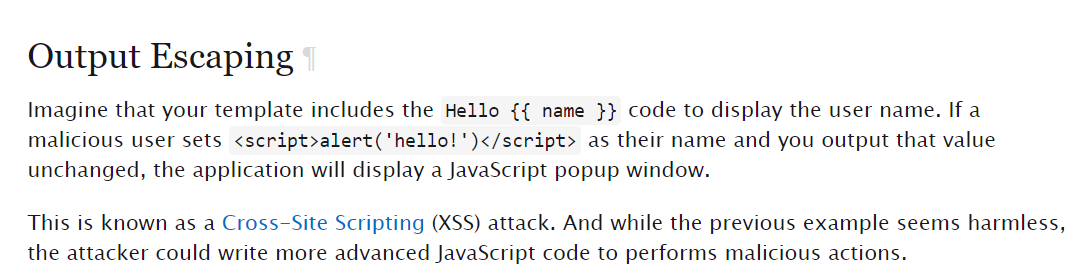 Output Escaping ¶
Imagine that your template includes the Hello {{ name }} code to display the user name. If a
malicious user sets <script>alert('hello!')</script> as their name and you output that value
unchanged, the application will display a JavaScript popup window.
This is known as a Cross-Site Scripting (XSS) attack. And while the previous example seems harmless,
the attacker could write more advanced JavaScript code to performs malicious actions.